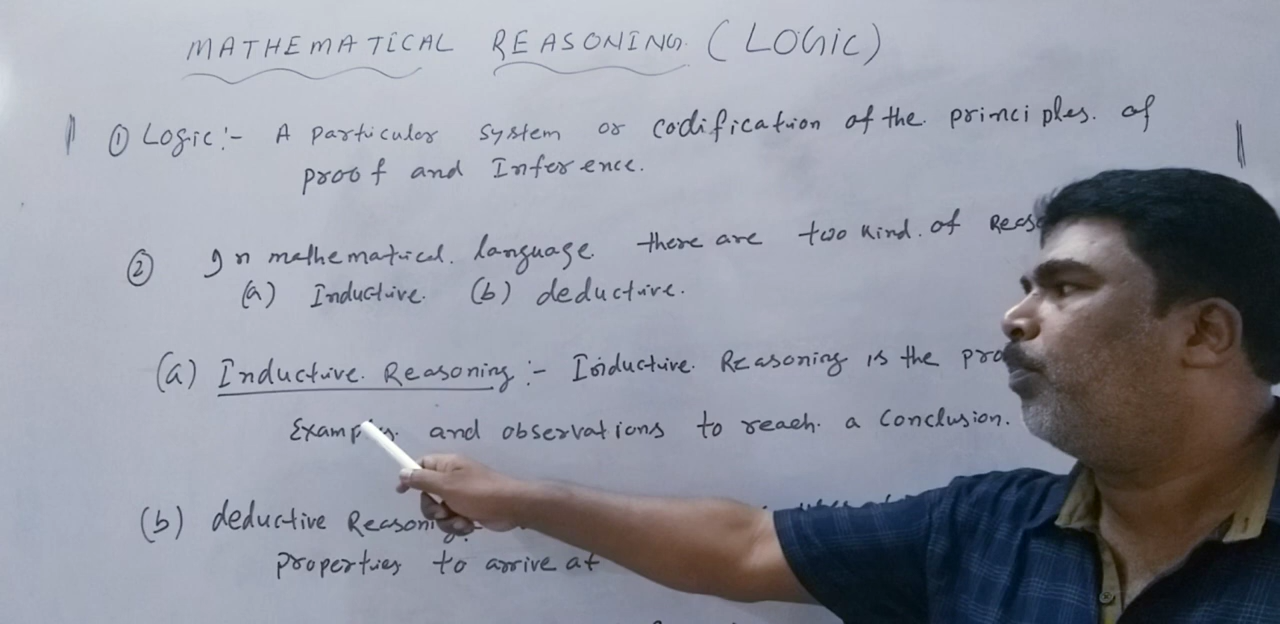 MATHEMATICAL REASONING (LOGIC)
① Logic:- A particular system or codification of the principles. of
proof and Inference.
② In mathematical. language there are two kind. of
(a) Inductive. (b) deductive.
(a) Inductive. Reasoning:- Inductive. Reasoning is the
and observations to reach. a conclusion.
(b) deductive
properties to arrive at